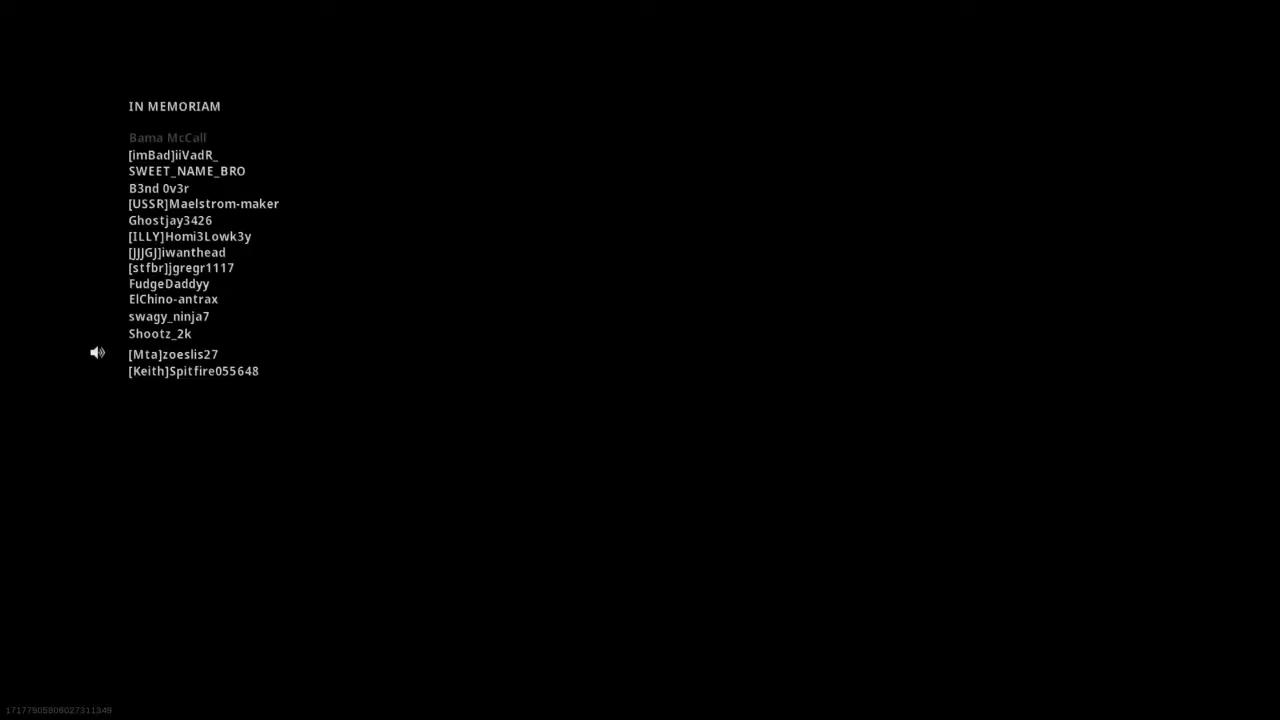 IN MEMORIAM
Bama McCall
[imBad]iiVadR_
SWEET_NAME_BRO
B3nd 0v3r
[USSR]Maelstrom-maker
Ghostjay3426
[ILLY]Homi3Lowk3y
[JJJGJ]iwanthead
[stfbr]jgregr1117
FudgeDaddyy
ElChino-antrax
swagy_ninja7
Shootz_2k
[Mta]zoeslis27
[Keith]Spitfire055648